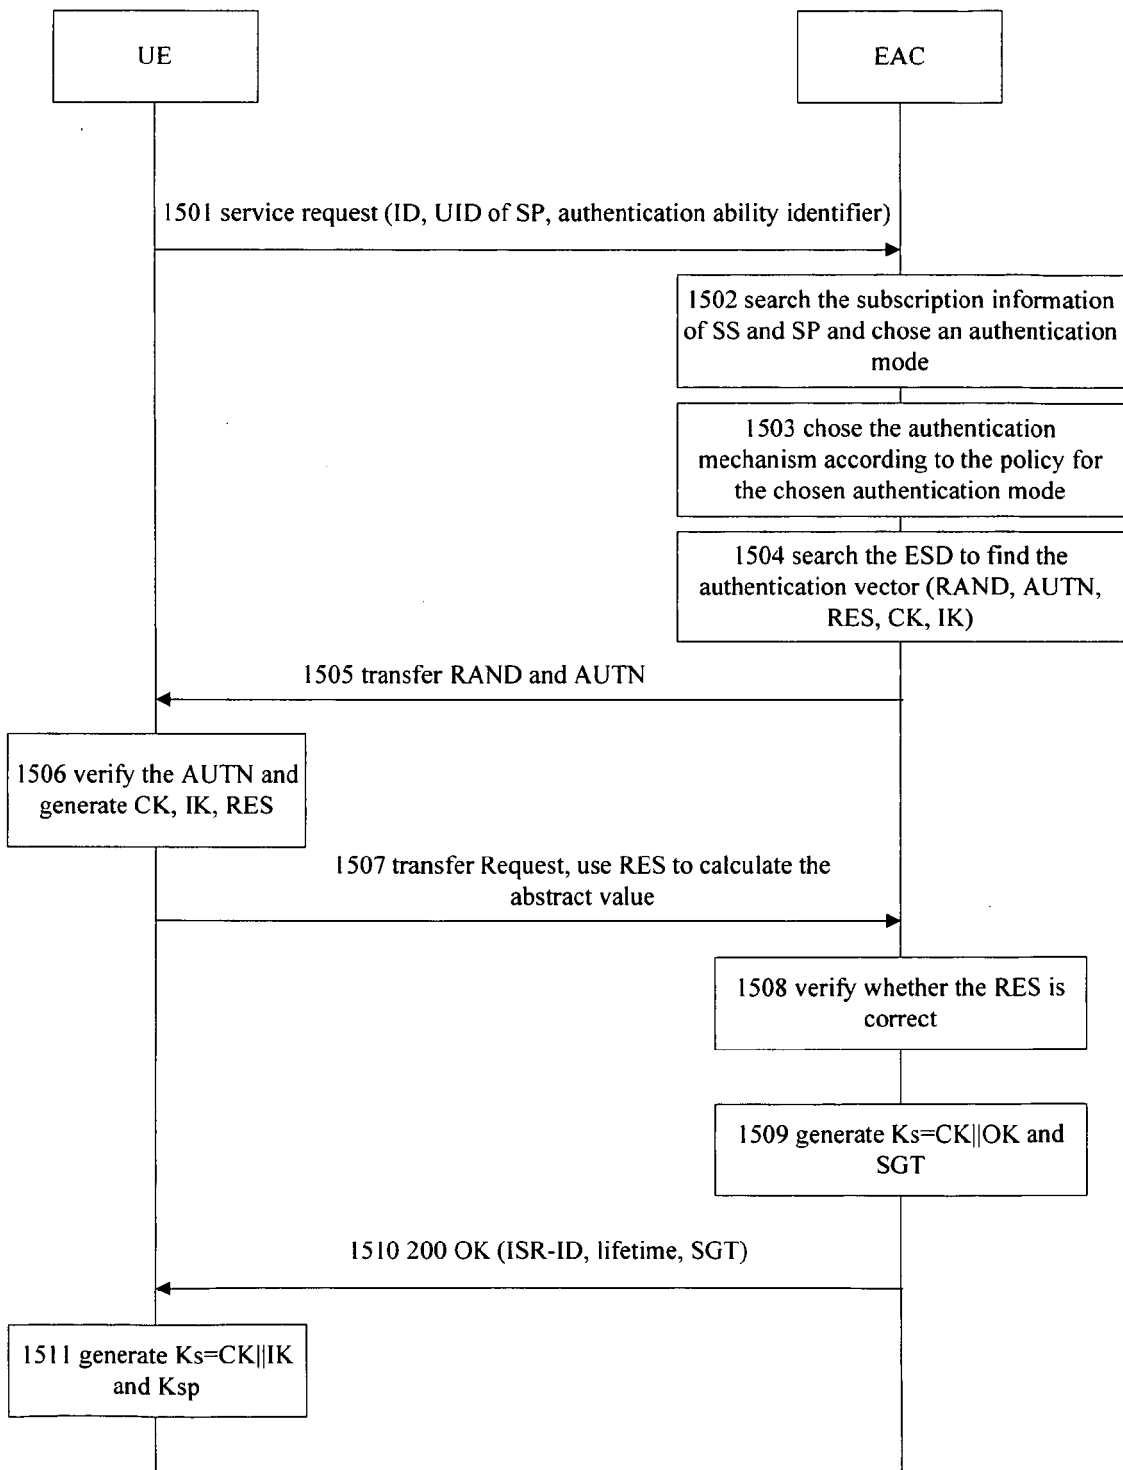 UE
EAC
1501 service request (ID, UID of SP, authentication ability identifier)
1502 search the subscription information
of SS and SP and chose an authentication
mode
1503 chose the authentication
mechanism according to the policy for
the chosen authentication mode
1504 search the ESD to find the
authentication vector (RAND, AUTN,
RES, CK, IK)
1505 transfer RAND and AUTN
1506 verify the AUTN and
generate CK, IK, RES
1507 transfer Request, use RES to calculate the
abstract value
1508 verify whether the RES is
correct
1509 generate Ks=CK||OK and
SGT
1510 200 OK (ISR-ID, lifetime, SGT)
1511 generate Ks=CK||IK
and Ksp